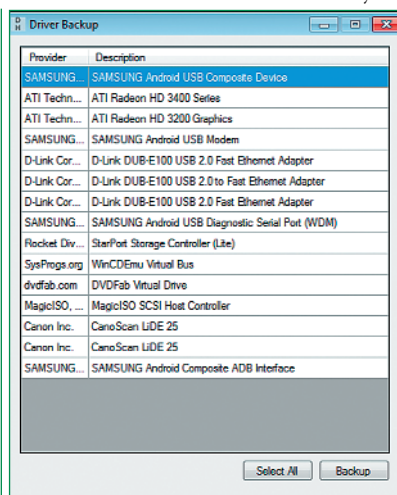 Driver Backup
Provider Description
SAMSUNG... SAMSUNG Android USB Composite Device
ATI Techn... ATI Radeon HD 3400 Series
ATI Techn... ATI Radeon HD 3200 Graphics
SAMSUNG... SAMSUNG Android USB Modem
D-Link Cor... D-Link DUB-E100 USB 2.0 Fast Ethernet Adapter
D-Link Cor... D-Link DUB-E100 USB 2.0 to Fast Ethernet Adapter
D-Link Cor... D-Link DUB-E100 USB 2.0 Fast Ethernet Adapter
SAMSUNG... SAMSUNG Android USB Diagnostic Serial Port (WDM)
Rocket Div... StarPort Storage Controller (Lite)
SysProgs.org WinCDEmu Virtual Bus
dvdfab.com DVDFab Virtual Drive
MagicISO, ... MagicISO SCSI Host Controller
Canon Inc. CanoScan LiDE 25
Canon Inc. CanoScan LiDE 25
SAMSUNG... SAMSUNG Android Composite ADB Interface
Select All Backup